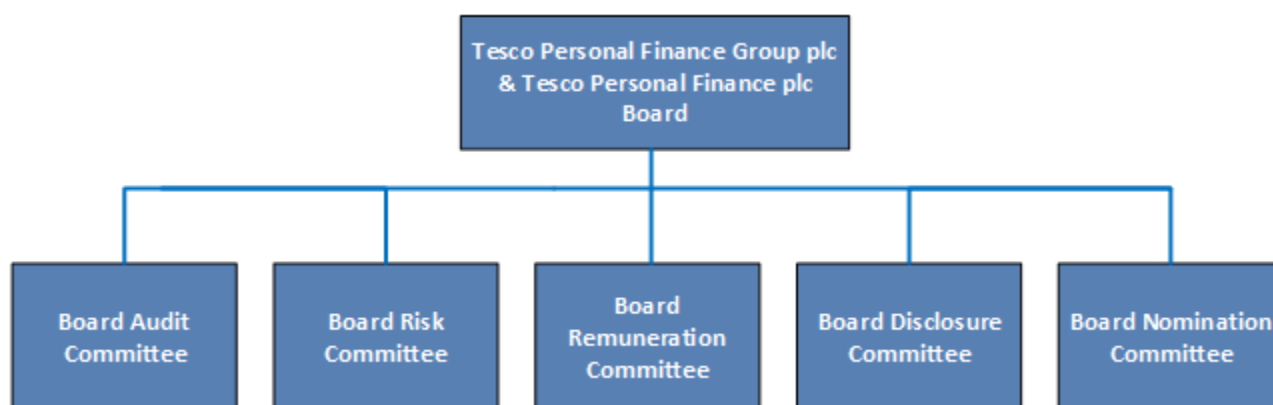 Tesco Personal Finance Group plc
& Tesco Personal Finance plc
Board
Board Audit
Committee
Board Risk
Committee
Board
Remuneration
Committee
Board Disclosure
Committee
Board Nomination
Committee